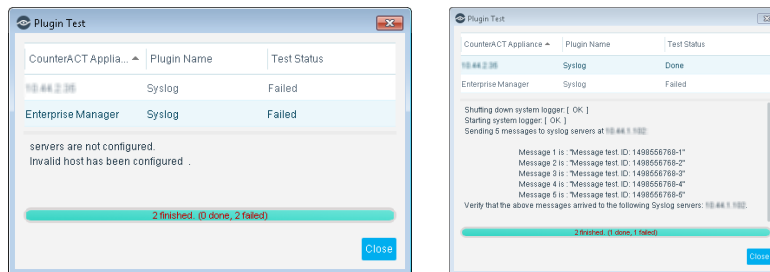 Plugin Test
CounterACT Applia... Plugin Name Test Status
Syslog Failed
Enterprise Manager Syslog Failed
servers are not configured.
Invalid host has been configured .
2 finished. (0 done, 2 failed)
Close
Plugin Test
CounterACT Appliance Plugin Name Test Status
Syslog Done
Enterprise Manager Syslog Failed
Shutting down system logger: [ OK ]
Starting system logger: [ OK ]
Sending 5 messages to syslog servers at
Message 1 is : "Message test. ID: 1498556768-1"
Message 2 is : "Message test. ID: 1498556768-2"
Message 3 is : "Message test. ID: 1498556768-3"
Message 4 is : "Message test. ID: 1498556768-4"
Message 5 is : "Message test. ID: 1498556768-5"
Verify that the above messages arrived to the following Syslog servers:
2 finished. (1 done, 1 failed)
Close